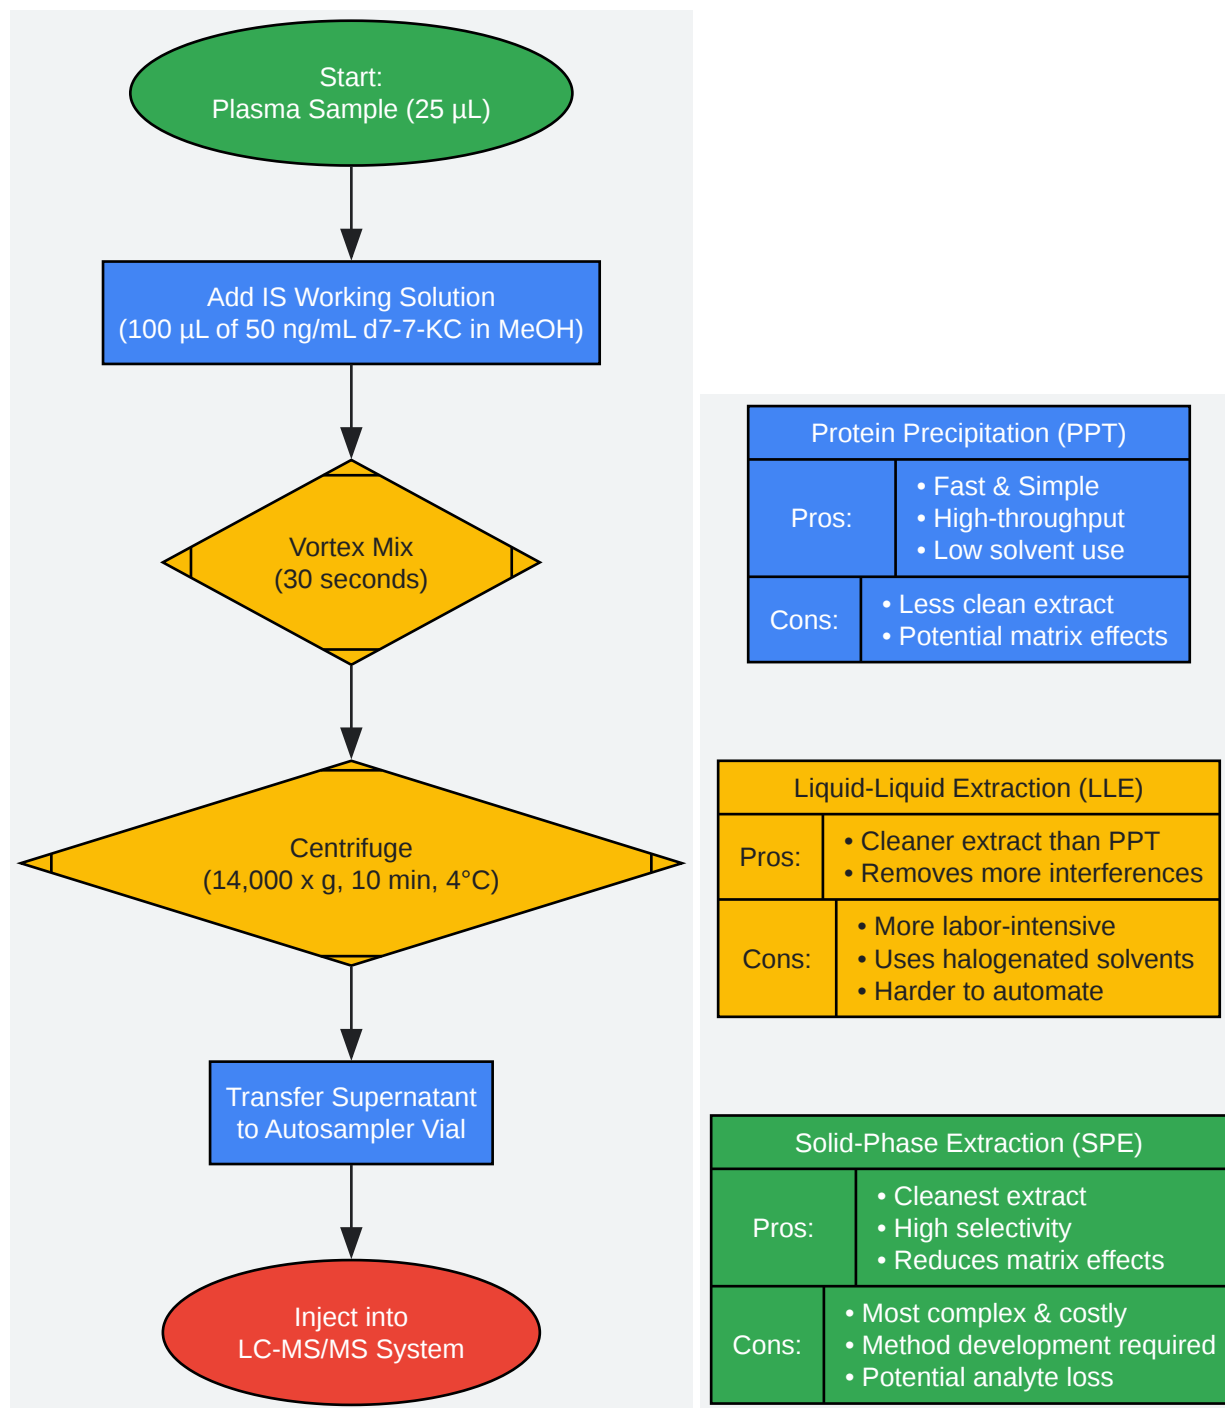 Start:
Plasma Sample (25 µL)
Add IS Working Solution
(100 µL of 50 ng/mL d7-7-KC in MeOH)
Vortex Mix
(30 seconds)
Centrifuge
(14,000 x g, 10 min, 4°C)
Transfer Supernatant
to Autosampler Vial
Inject into
LC-MS/MS System
Protein Precipitation (PPT)
Pros:
• Fast & Simple
• High-throughput
• Low solvent use
Cons:
• Less clean extract
• Potential matrix effects
Liquid-Liquid Extraction (LLE)
Pros:
• Cleaner extract than PPT
• Removes more interferences
Cons:
• More labor-intensive
• Uses halogenated solvents
• Harder to automate
Solid-Phase Extraction (SPE)
Pros:
• Cleanest extract
• High selectivity
• Reduces matrix effects
Cons:
• Most complex & costly
• Method development required
• Potential analyte loss